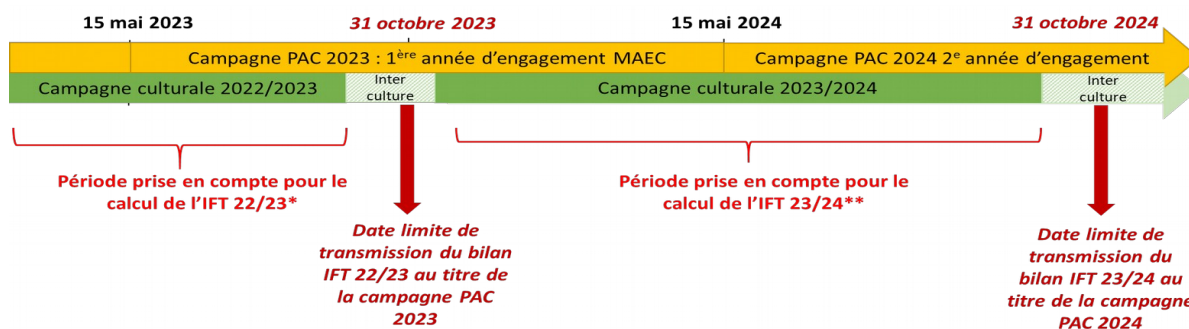 15 mai 2023
31 octobre 2023
15 mai 2024
31 octobre 2024
Campagne PAC 2023 : 1ère année d'engagement MAEC
Campagne PAC 2024 2e année d'engagement
Campagne culturale 2022/2023
Inter
culture
Campagne culturale 2023/2024
Inter
culture
Période prise en compte pour le
calcul de l'IFT 22/23*
Période prise en compte pour le
calcul de l'IFT 23/24**
Date limite de
transmission du bilan
IFT 22/23 au titre de
la campagne PAC
2023
Date limite de
transmission du
bilan IFT 23/24 au
titre de la campagne
PAC 2024